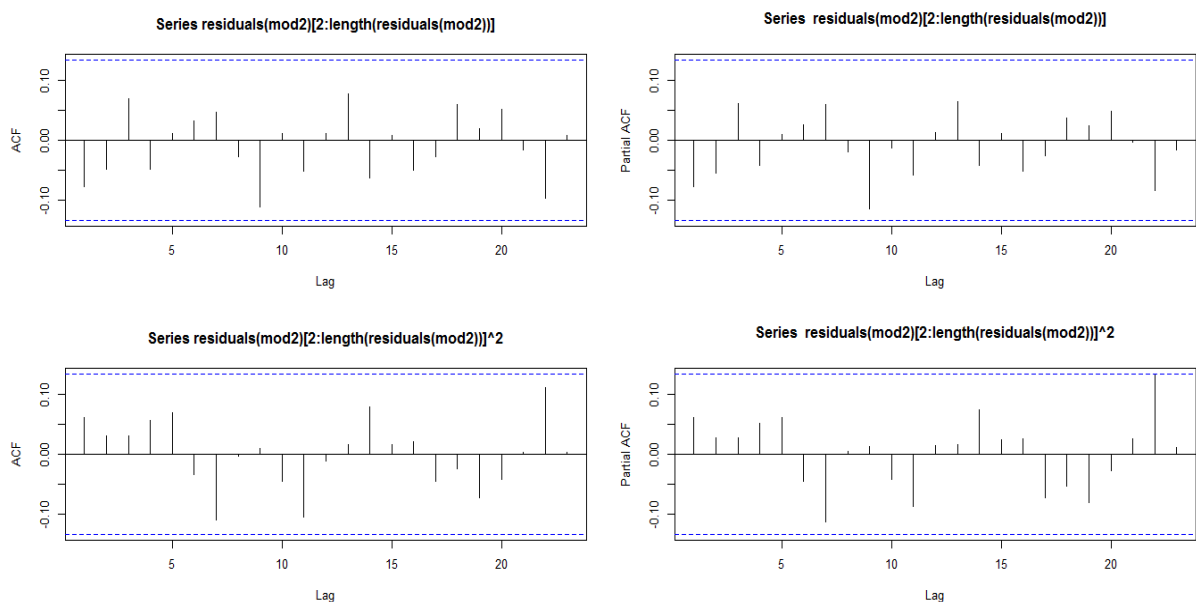 Series residuals(mod2)[2:length(residuals(mod2))]
ACF
0.10
0.00
-0.10
5 10 15 20
Lag
Series residuals(mod2)[2:length(residuals(mod2))]
Partial ACF
0.10
0.00
-0.10
5 10 15 20
Lag
Series residuals(mod2)[2:length(residuals(mod2))]^2
ACF
0.10
0.00
-0.10
5 10 15 20
Lag
Series residuals(mod2)[2:length(residuals(mod2))]^2
Partial ACF
0.10
0.00
-0.10
5 10 15 20
Lag